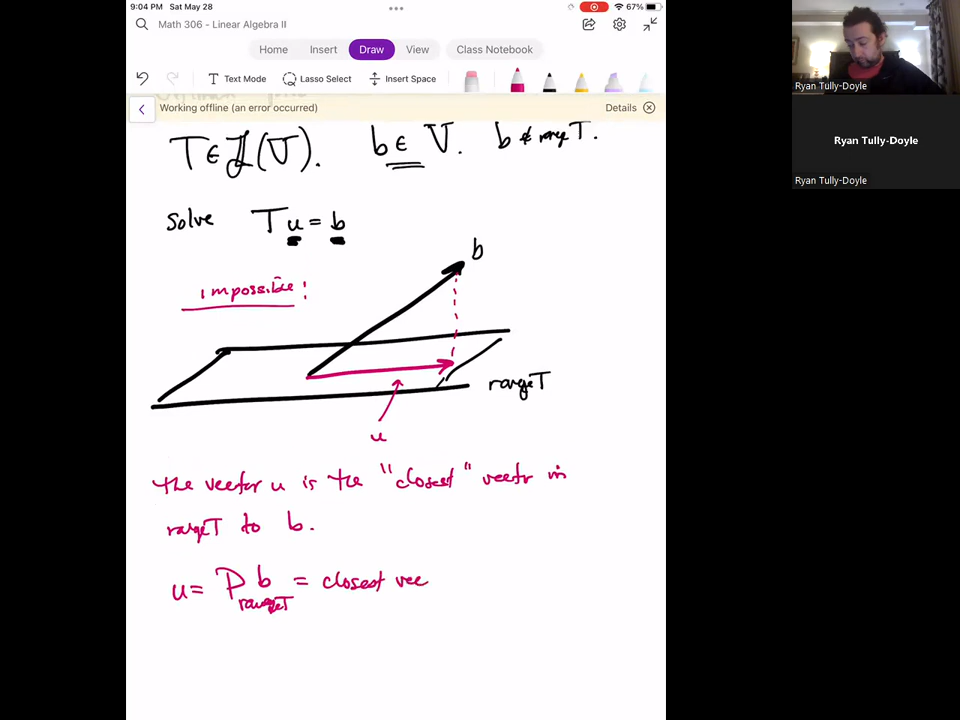 9:04 PM Sat May 28
67%
Math 306 - Linear Algebra II
Home Insert Draw View Class Notebook
Text Mode Lasso Select Insert Space
Working offline (an error occurred) Details
T ∈ ℒ(V). b ∈ V. b ∉ range T.
Solve Tu = b
b
impossible!
range T
u
the vector u is the "closest" vector in
range T to b.
u = P_range T b = closest vec
Ryan Tully-Doyle
Ryan Tully-Doyle
Ryan Tully-Doyle